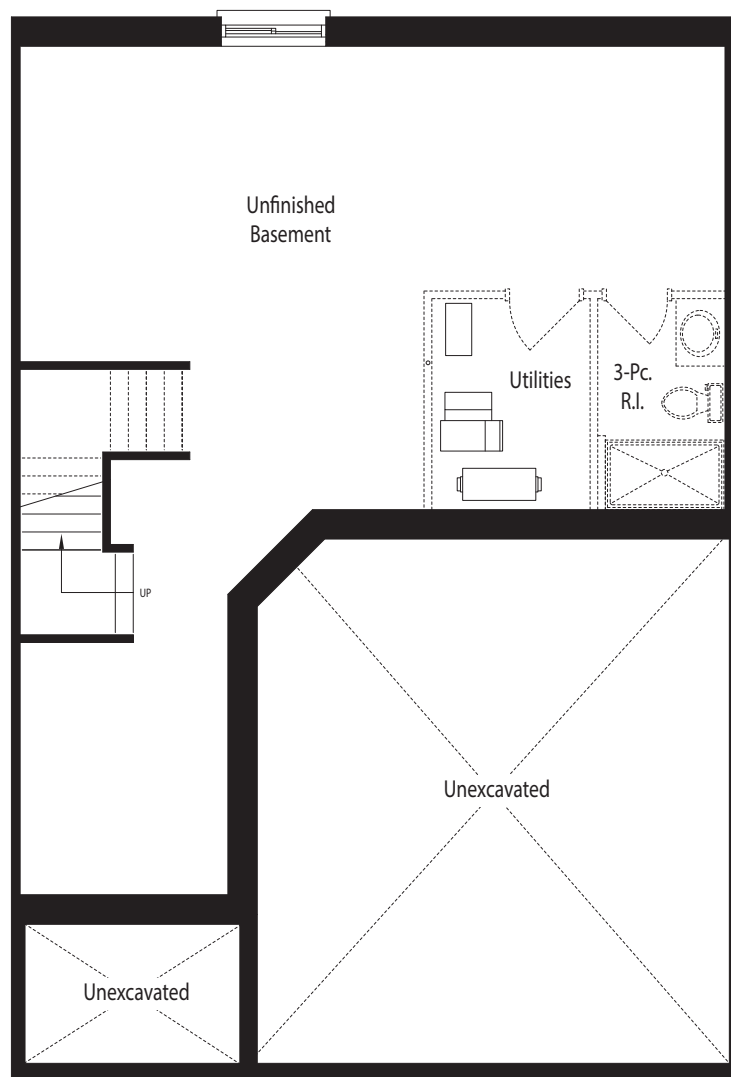 Unfinished
Basement
Utilities
3-Pc.
R.I.
UP
Unexcavated
Unexcavated